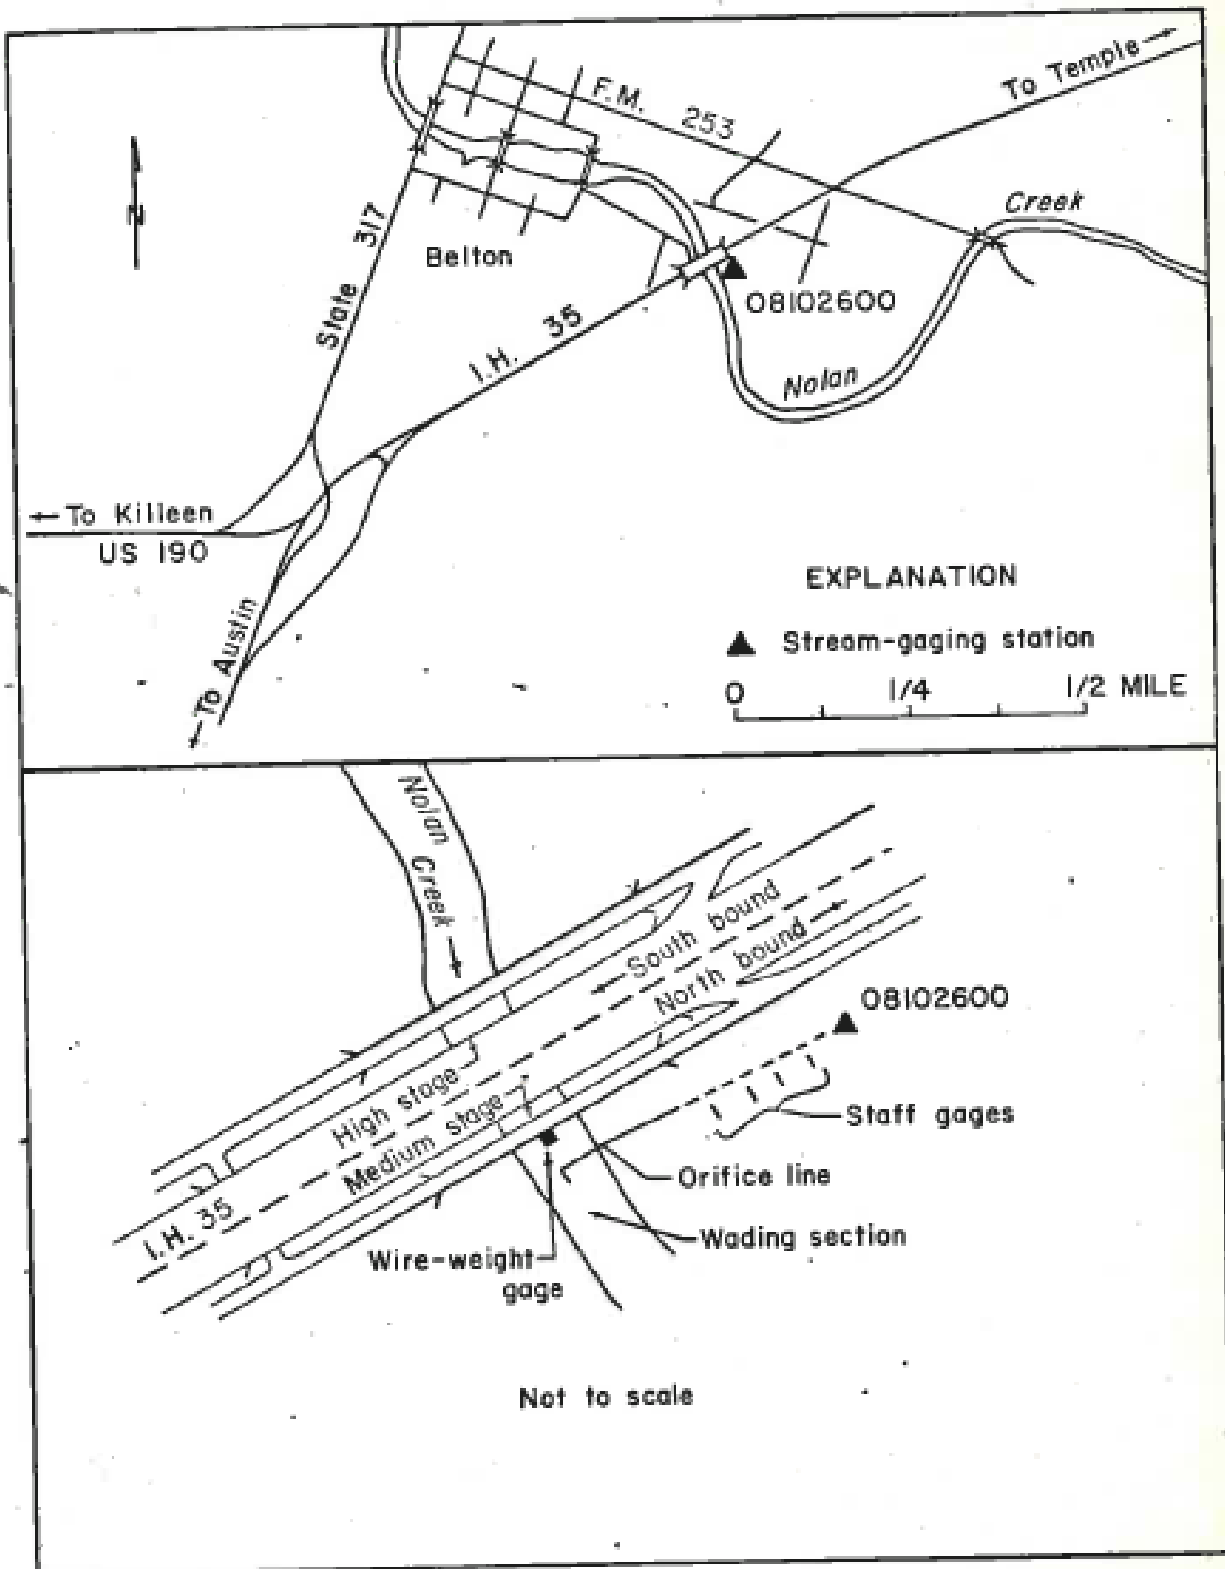 F.M. 253
To Temple
Creek
N
State 317
Belton
08102600
I.H. 35
Nolan
To Killeen
US 190
EXPLANATION
Stream-gaging station
To Austin
0 1/4 1/2 MILE
Nolan Creek
South bound
North bound
08102600
High stage
Medium stage
Staff gages
Orifice line
I.H. 35
Wading section
Wire-weight
gage
Not to scale